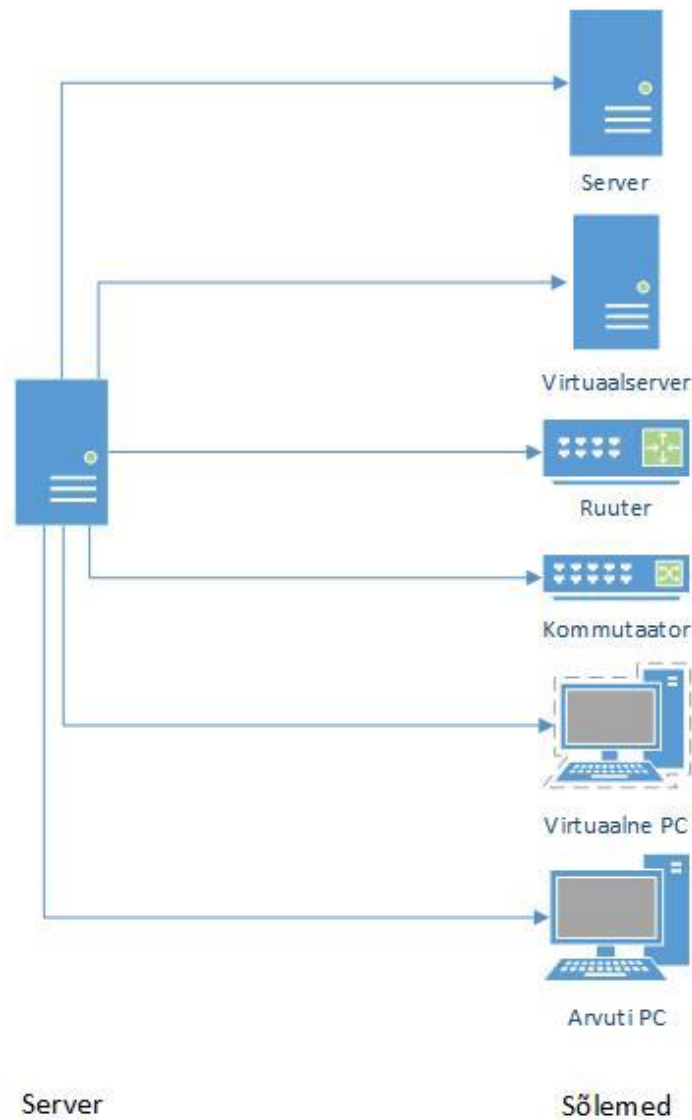 Server
Virtuaalserver
Ruuter
Kommutaator
Virtuaalne PC
Arvuti PC
Server
Sõlemed